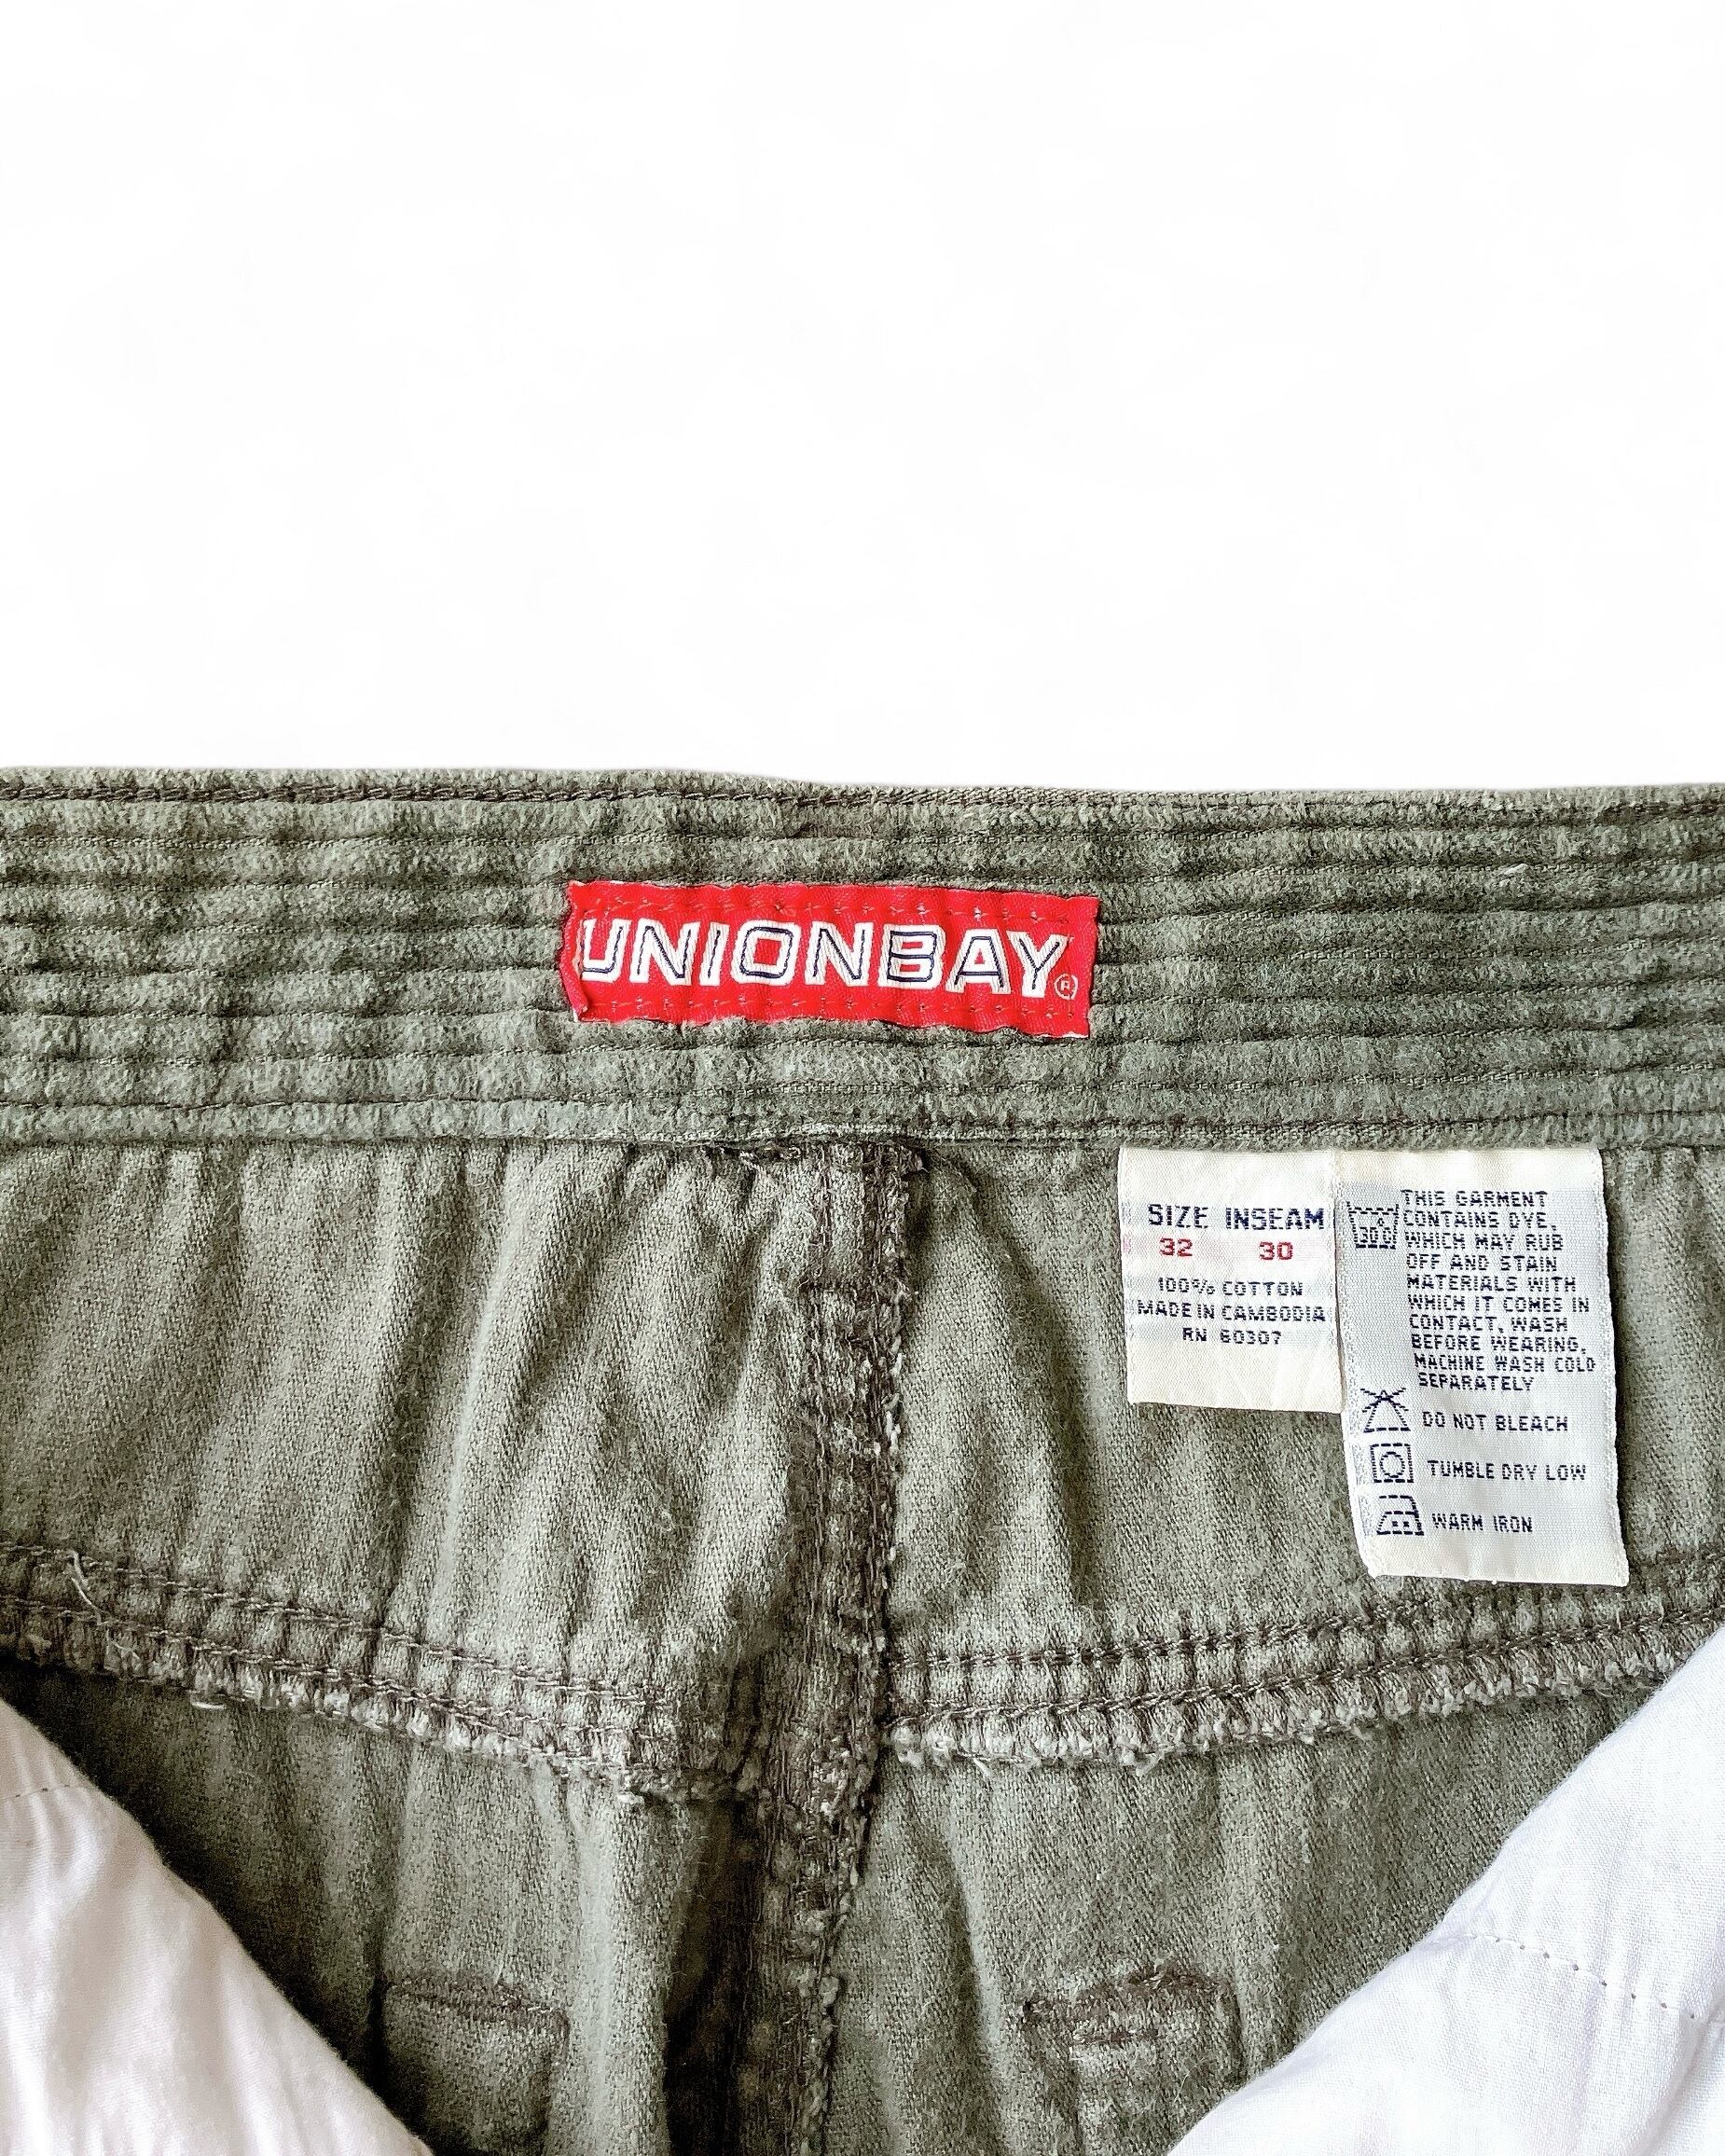 UNIONBAY®
SIZE INSEAM
32 30
100% COTTON
MADE IN CAMBODIA
RN 60307
30°C
THIS GARMENT
CONTAINS DYE,
WHICH MAY RUB
OFF AND STAIN
MATERIALS WITH
WHICH IT COMES IN
CONTACT, WASH
BEFORE WEARING,
MACHINE WASH COLD
SEPARATELY
DO NOT BLEACH
TUMBLE DRY LOW
WARM IRON